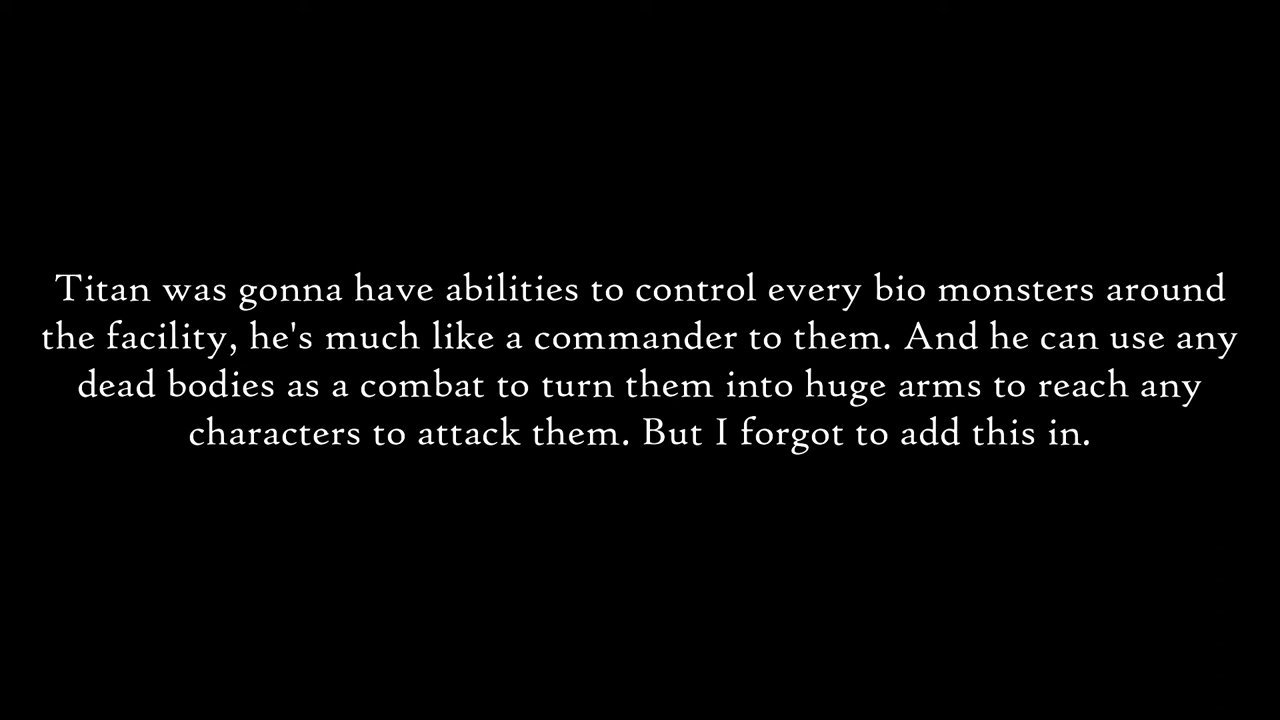 Titan was gonna have abilities to control every bio monsters around
the facility, he's much like a commander to them. And he can use any
dead bodies as a combat to turn them into huge arms to reach any
characters to attack them. But I forgot to add this in.